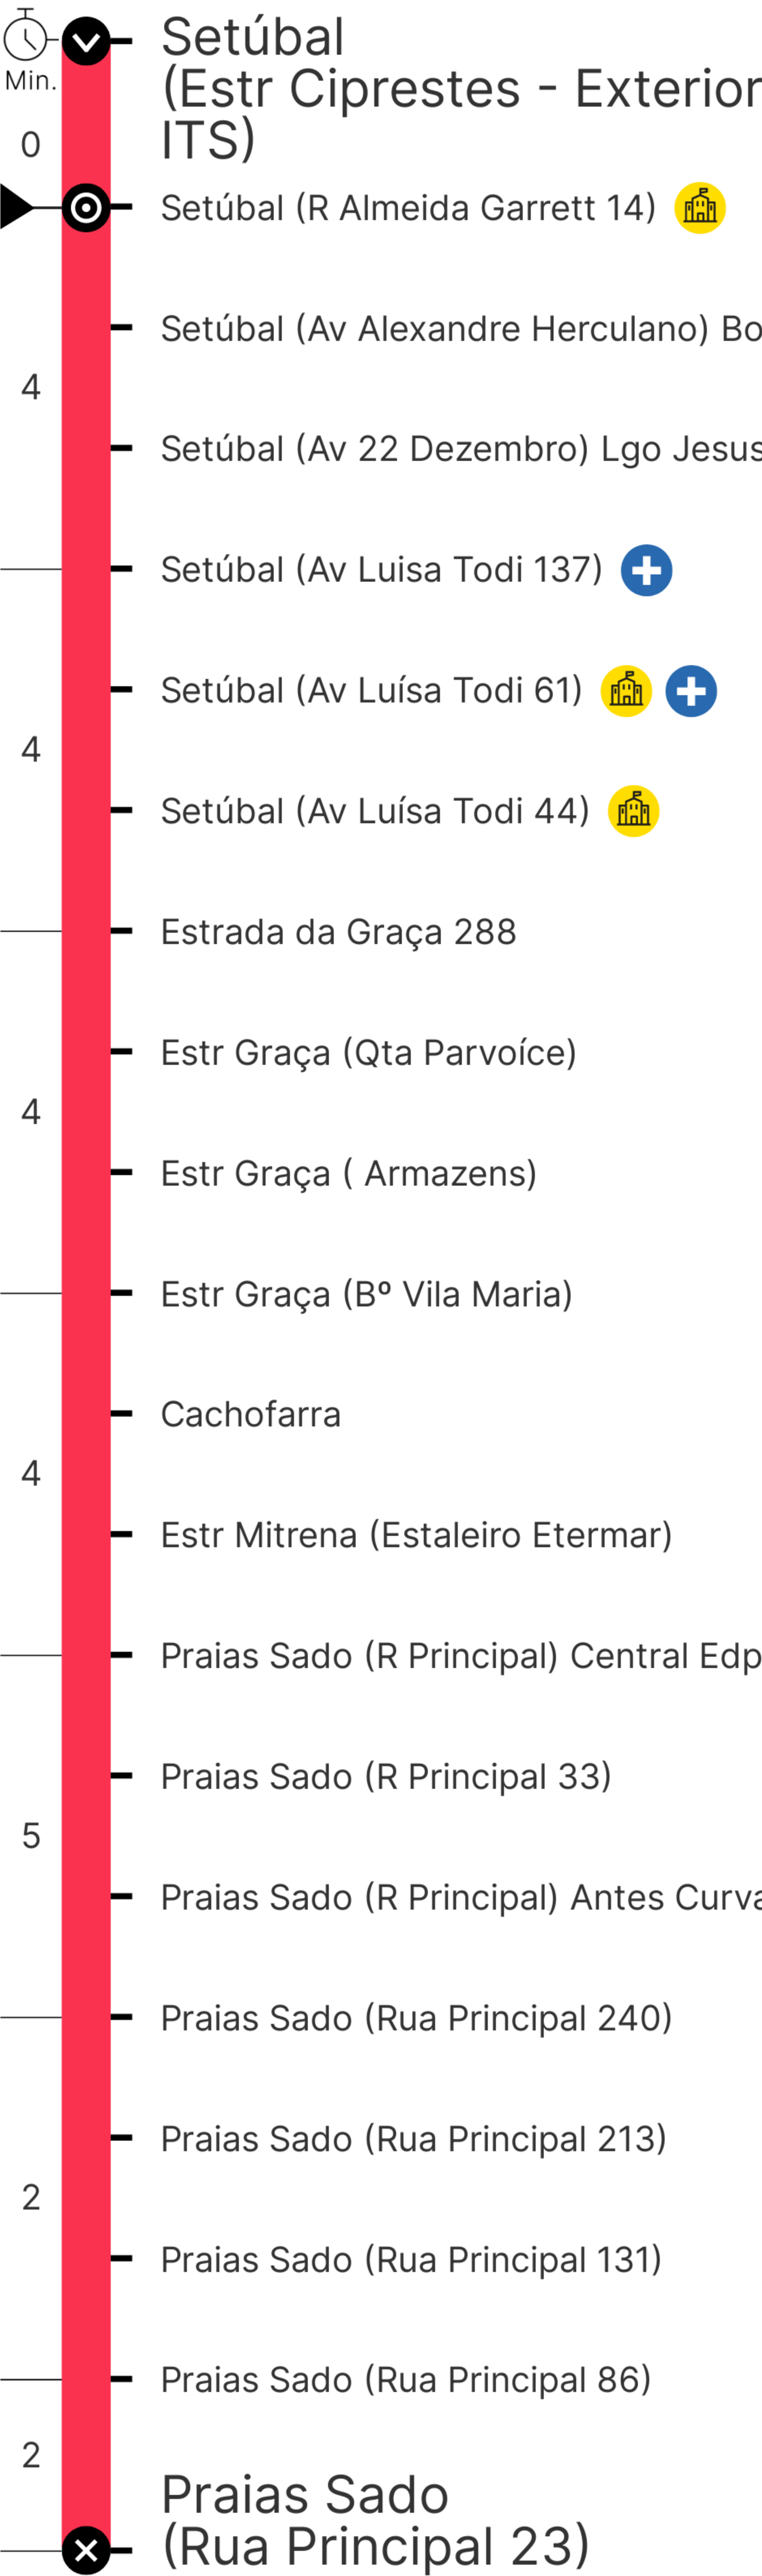 Setúbal
(Estr Ciprestes - Exterior
Min.
ITS)
0
Setúbal (R Almeida Garrett 14)
Setúbal (Av Alexandre Herculano) Bo
4
Setúbal (Av 22 Dezembro) Lgo Jesus
Setúbal (Av Luisa Todi 137)
Setúbal (Av Luísa Todi 61)
4
Setúbal (Av Luísa Todi 44)
Estrada da Graça 288
Estr Graça (Qta Parvoíce)
4
Estr Graça ( Armazens)
Estr Graça (Bº Vila Maria)
Cachofarra
4
Estr Mitrena (Estaleiro Etermar)
Praias Sado (R Principal) Central Edp
Praias Sado (R Principal 33)
5
Praias Sado (R Principal) Antes Curva
Praias Sado (Rua Principal 240)
Praias Sado (Rua Principal 213)
2
Praias Sado (Rua Principal 131)
Praias Sado (Rua Principal 86)
2
Praias Sado
(Rua Principal 23)